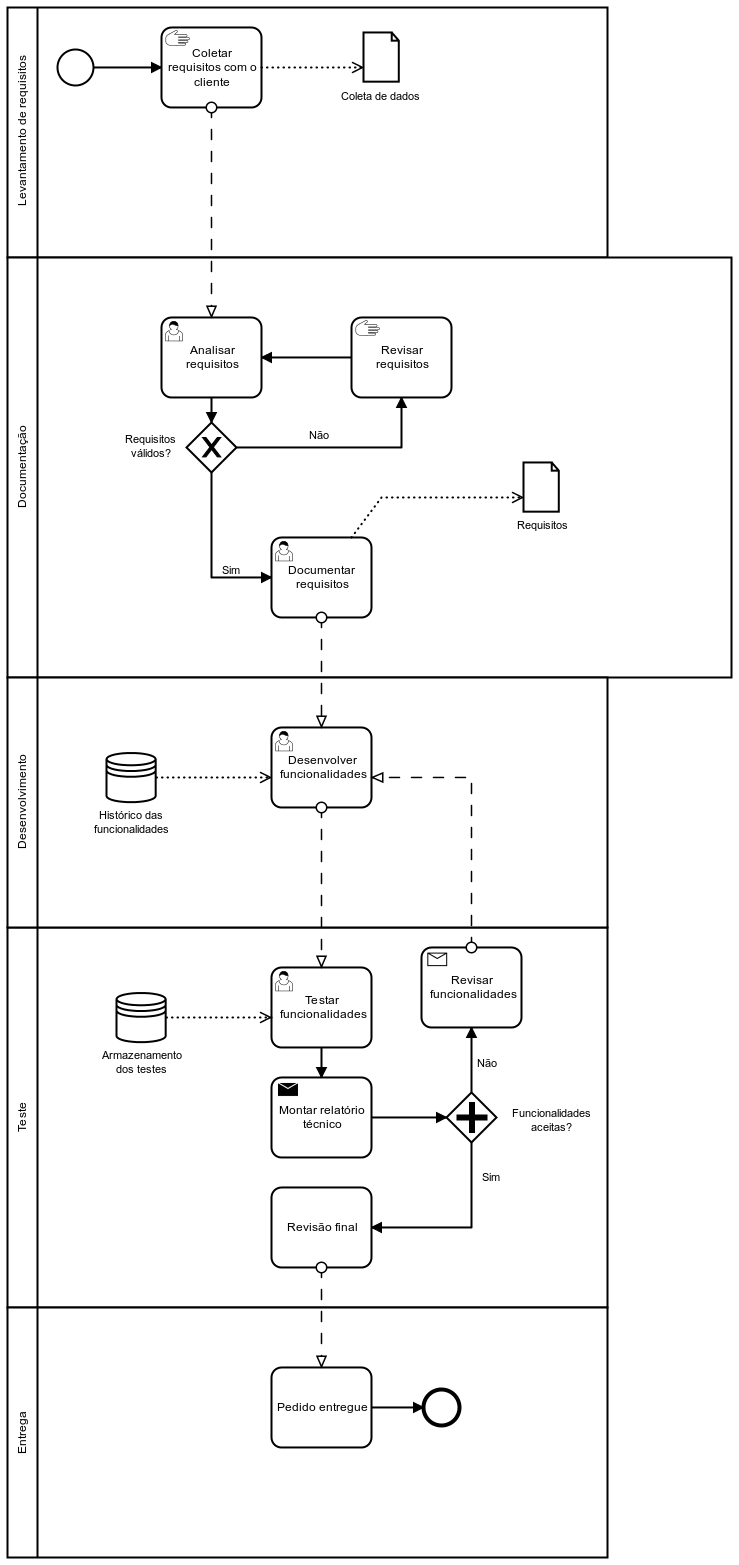 Levantamento de requisitos
Coletar
requisitos com o
cliente
Coleta de dados
Documentação
Analisar
requisitos
Revisar
requisitos
Requisitos
válidos?
Não
Requisitos
Sim
Documentar
requisitos
Desenvolvimento
Desenvolver
funcionalidades
Histórico das
funcionalidades
Teste
Testar
funcionalidades
Revisar
funcionalidades
Armazenamento
dos testes
Não
Montar relatório
técnico
Funcionalidades
aceitas?
Sim
Revisão final
Entrega
Pedido entregue